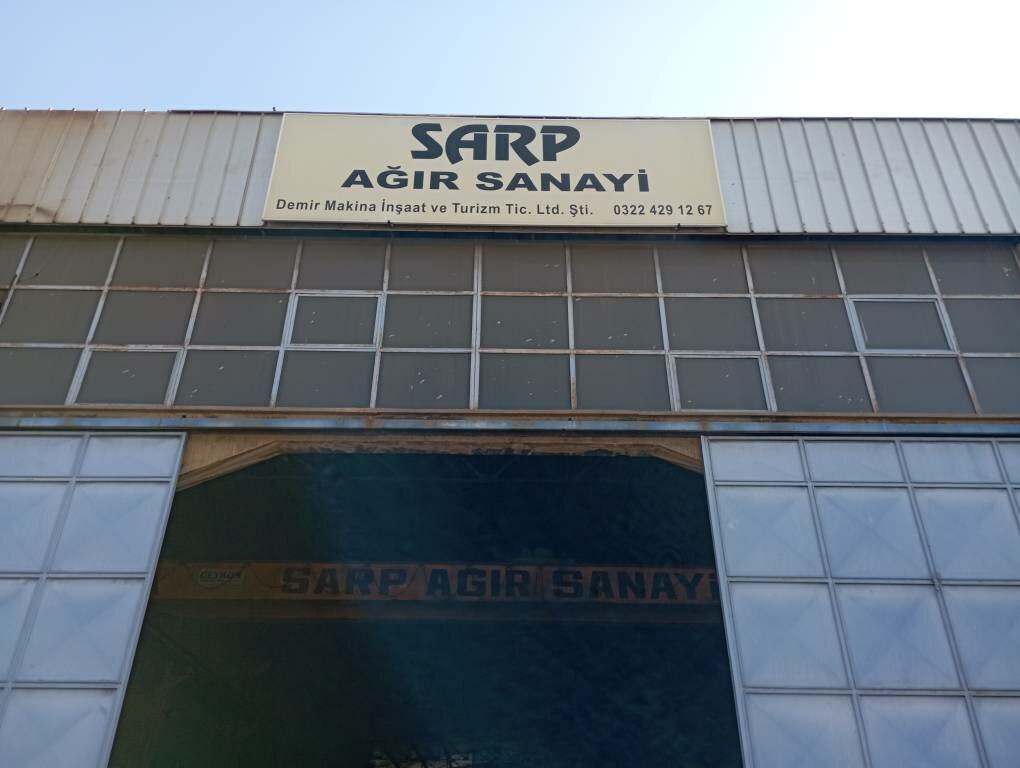 SARP
AĞIR SANAYİ
Demir Makina İnşaat ve Turizm Tic. Ltd. Şti. 0322 429 12 67
SARP AĞIR SANAYİ